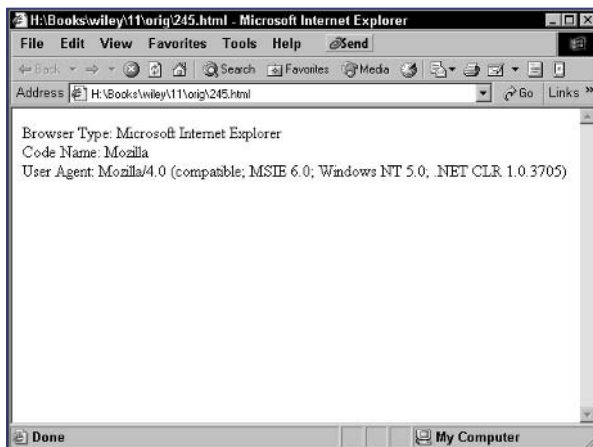 H:\Books\wiley\11\orig\245.html - Microsoft Internet Explorer
File Edit View Favorites Tools Help Send
Back Search Favorites Media
Address H:\Books\wiley\11\orig\245.html Go Links »
Browser Type: Microsoft Internet Explorer
Code Name: Mozilla
User Agent: Mozilla/4.0 (compatible; MSIE 6.0; Windows NT 5.0; .NET CLR 1.0.3705)
Done My Computer